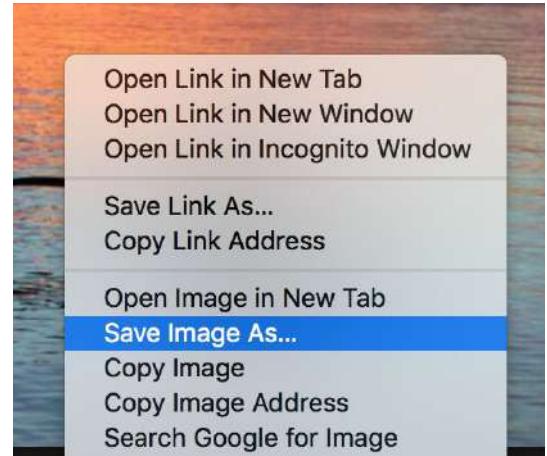 Open Link in New Tab
Open Link in New Window
Open Link in Incognito Window
Save Link As...
Copy Link Address
Open Image in New Tab
Save Image As...
Copy Image
Copy Image Address
Search Google for Image